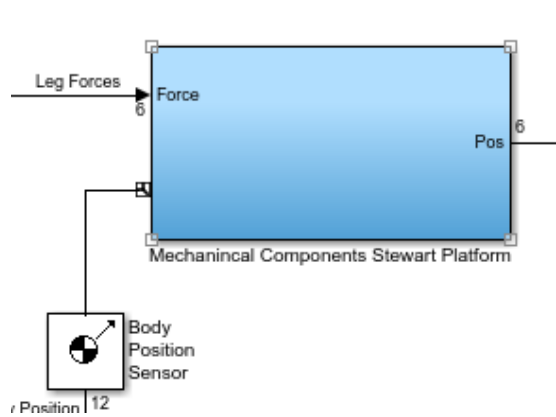 Leg Forces
6
Force
6
Pos
Mechanincal Components Stewart Platform
Body
Position
Sensor
Position
12